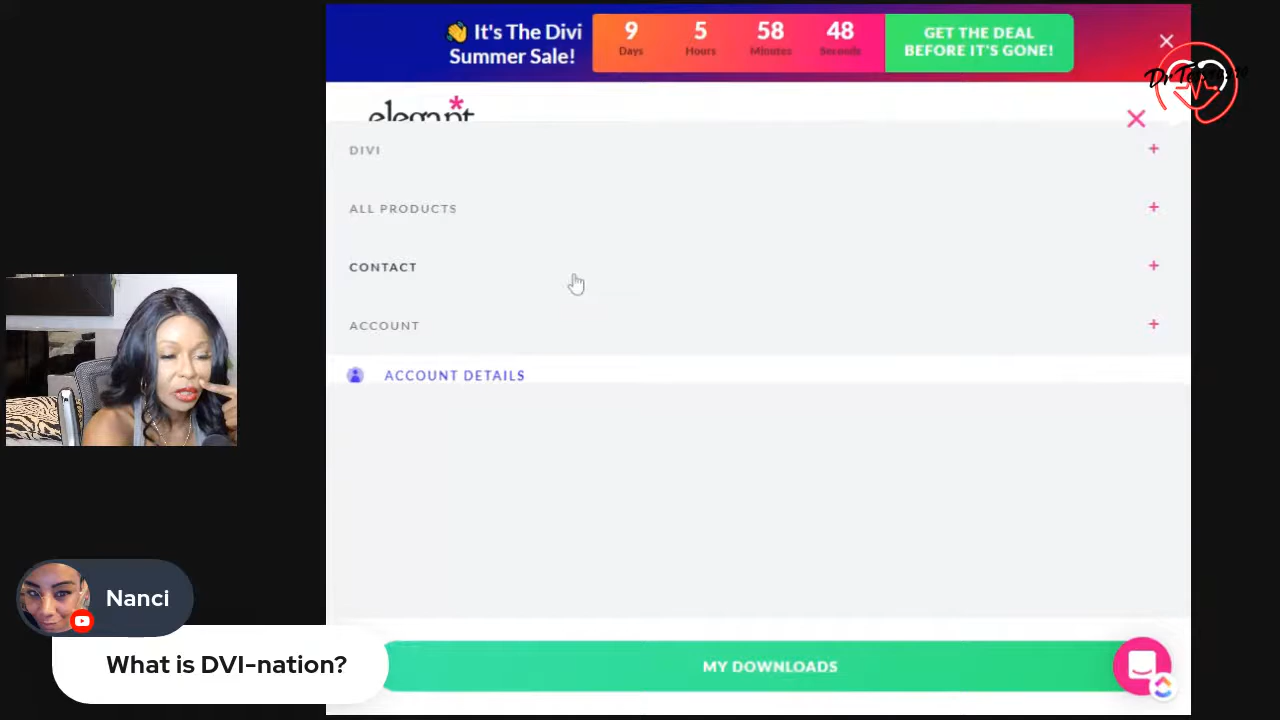 👋 It's The Divi
Summer Sale!
9
Days
5
Hours
58
Minutes
48
Seconds
GET THE DEAL
BEFORE IT'S GONE!
elegant
DIVI
ALL PRODUCTS
CONTACT
ACCOUNT
ACCOUNT DETAILS
Nanci
What is DVI-nation?
MY DOWNLOADS